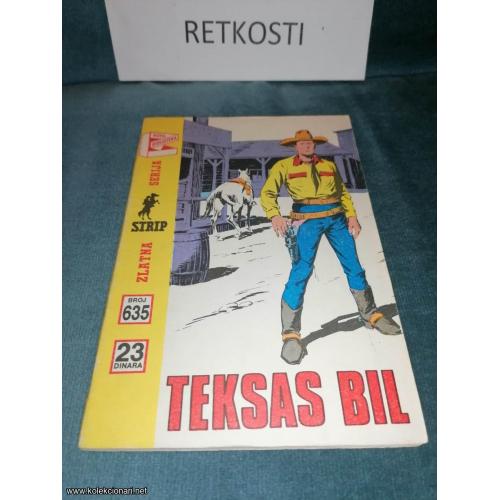 RETKOSTI
ZLATNA STRIP SERIJA
BROJ
635
23
DINARA
TEKSAS BIL
www.kolekcionari.net